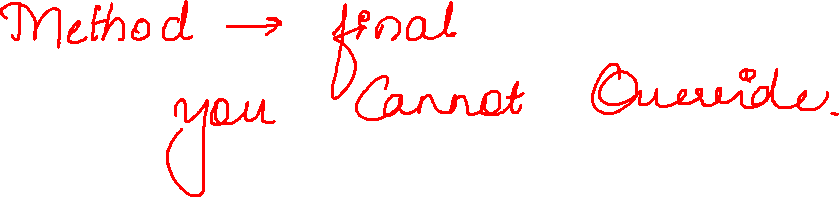 Method → final
you Cannot Override.